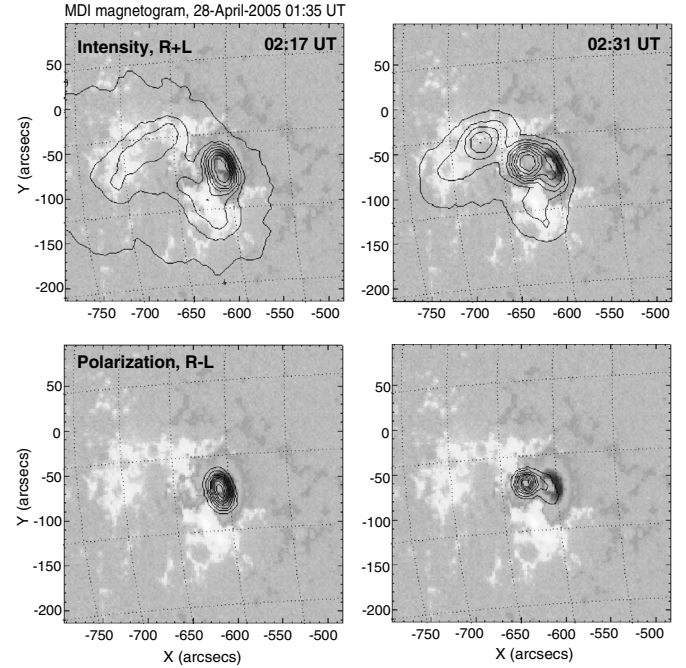 MDI magnetogram, 28-April-2005 01:35 UT
Intensity, R+L 02:17 UT
02:31 UT
Y (arcsecs)
50
0
-50
-100
-150
-200
-750 -700 -650 -600 -550 -500
50
0
-50
-100
-150
-200
-750 -700 -650 -600 -550 -500
Polarization, R-L
Y (arcsecs)
50
0
-50
-100
-150
-200
-750 -700 -650 -600 -550 -500
X (arcsecs)
50
0
-50
-100
-150
-200
-750 -700 -650 -600 -550 -500
X (arcsecs)